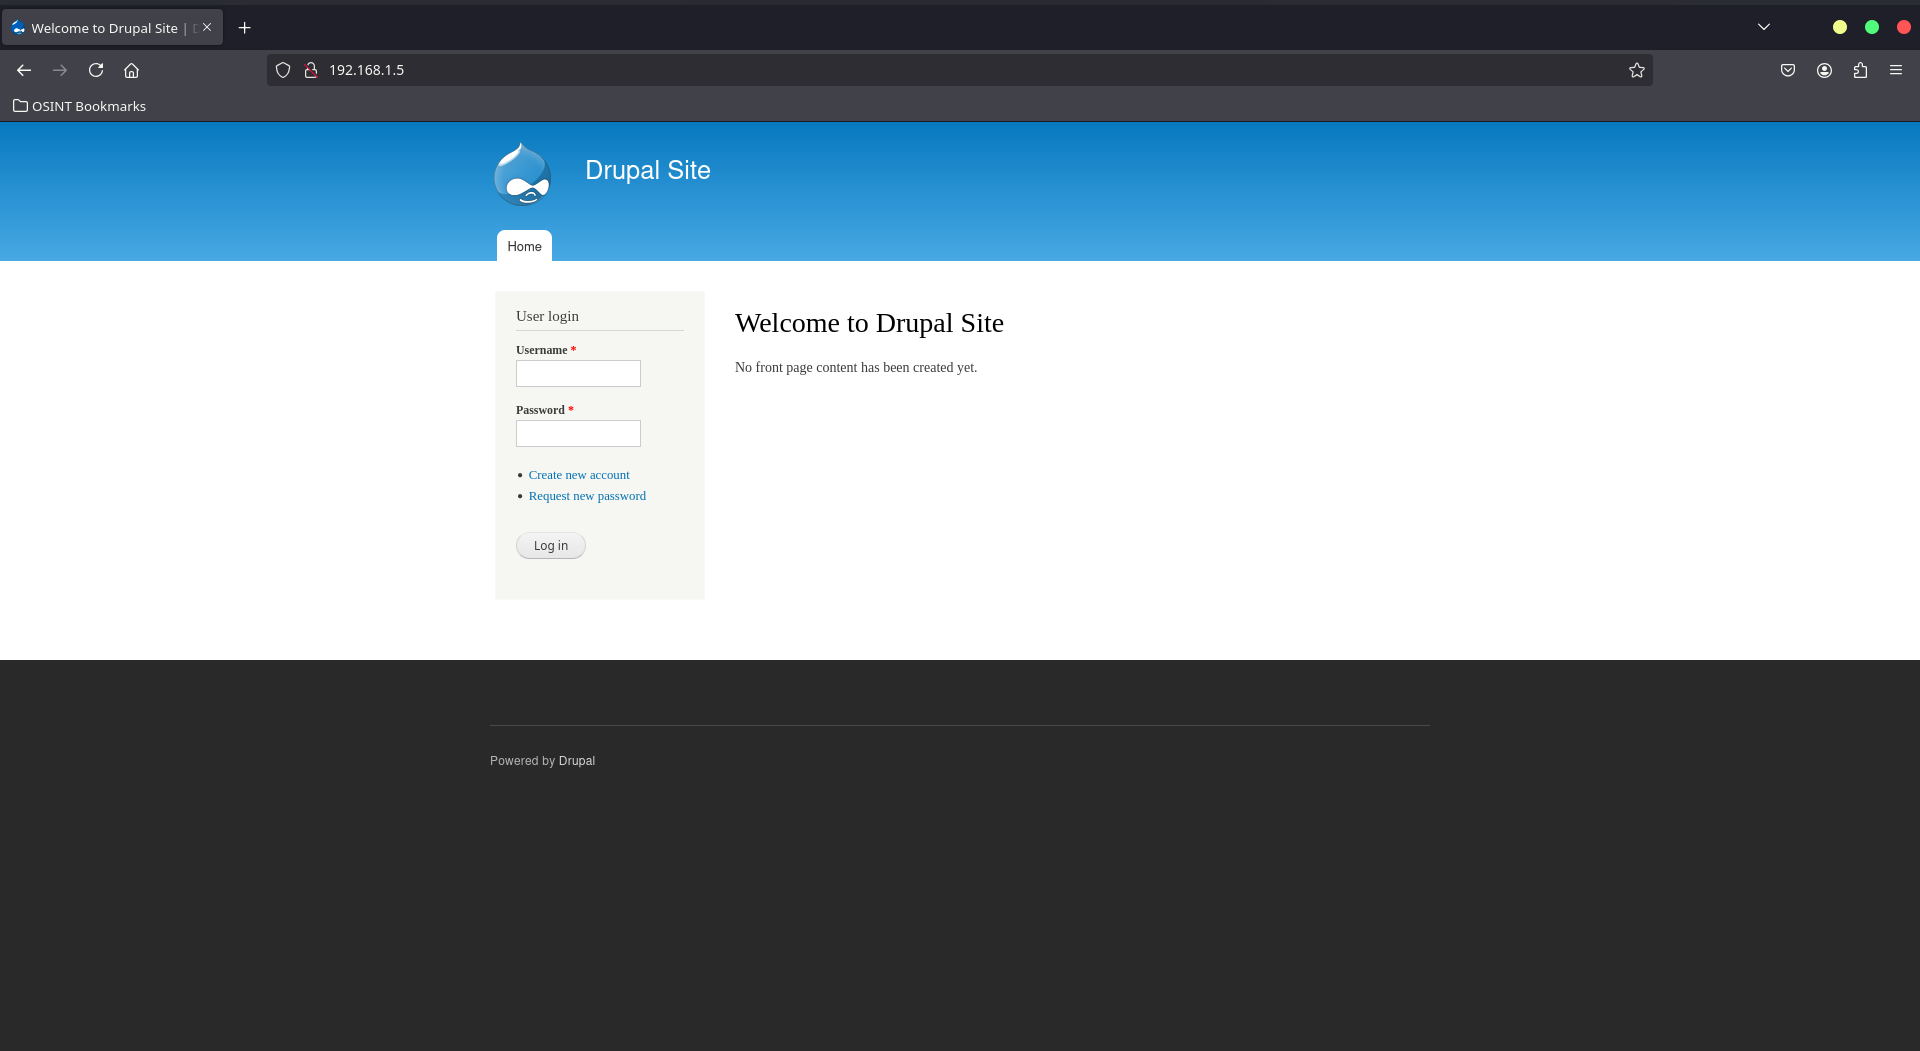 Welcome to Drupal Site |
192.168.1.5
OSINT Bookmarks
Drupal Site
Home
User login
Username *
Password *
Create new account
Request new password
Log in
Welcome to Drupal Site
No front page content has been created yet.
Powered by Drupal